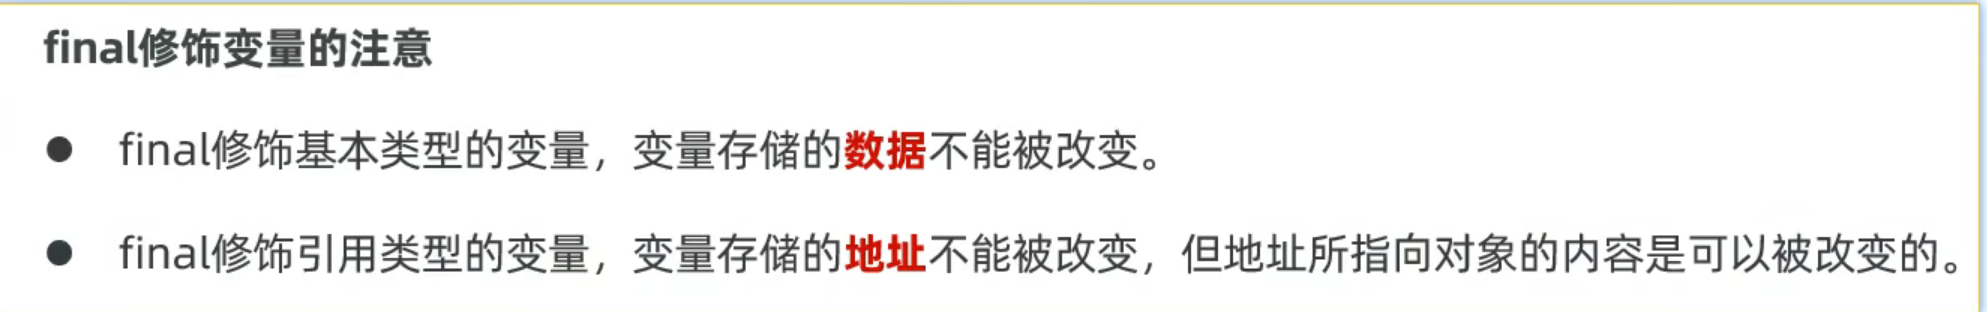 final修饰变量的注意
● final修饰基本类型的变量，变量存储的数据不能被改变。
● final修饰引用类型的变量，变量存储的地址不能被改变，但地址所指向对象的内容是可以被改变的。